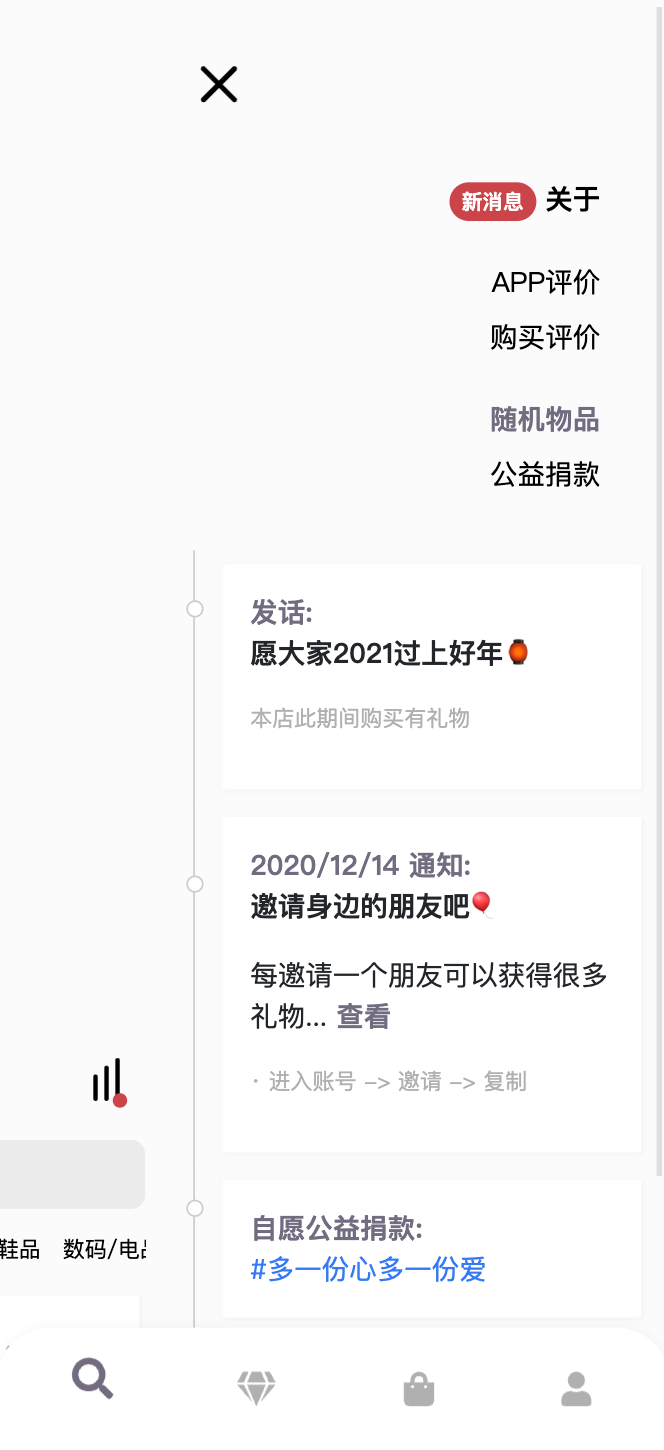 新消息 关于
APP评价
购买评价
随机物品
公益捐款
发话:
愿大家2021过上好年🏮
本店此期间购买有礼物
2020/12/14 通知:
邀请身边的朋友吧🎈
每邀请一个朋友可以获得很多
礼物... 查看
· 进入账号 –> 邀请 –> 复制
自愿公益捐款:
#多一份心多一份爱
鞋品 数码/电